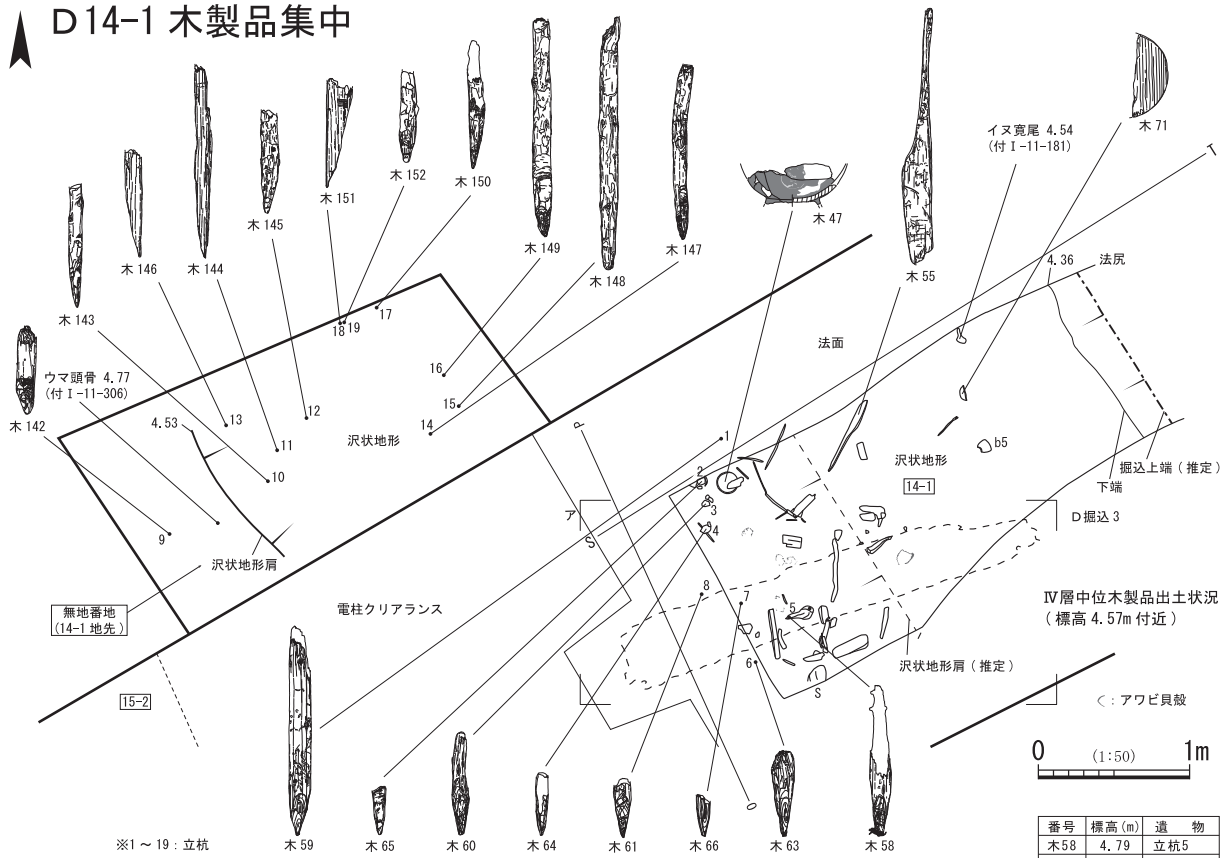 D14-1 木製品集中
木 143
木 146
木 144
木 145
木 151
木 152
木 150
木 149
木 148
木 147
木 47
木 55
イヌ寛尾 4.54
(付Ⅰ-11-181)
木 71
木 142
ウマ頭骨 4.77
(付Ⅰ-11-306)
4.53
9
10
11
12
13
14
15
16
17
18
19
沢状地形
沢状地形肩
無地番地
(14-1 地先)
15-2
電柱クリアランス
法面
4.36
法尻
T
P
ア
S
1
2
3
4
5
6
7
8
b5
沢状地形
14-1
掘込上端 (推定)
下端
D掘込 3
沢状地形肩 (推定)
S
0
Ⅳ層中位木製品出土状況
(標高 4.57m 付近)
: アワビ貝殻
0 (1:50) 1m
※1 ~ 19 : 立杭
木 59
木 65
木 60
木 64
木 61
木 66
木 63
木 58
番号 標高(m) 遺 物
木58 4.79 立杭5